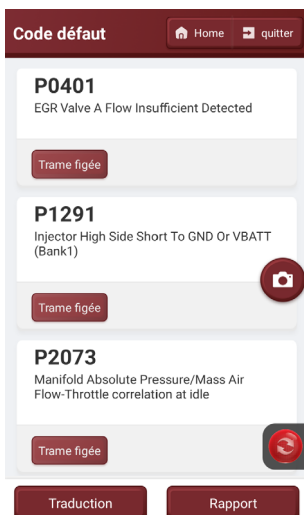 Code défaut
Home
quitter
P0401
EGR Valve A Flow Insufficient Detected
Trame figée
P1291
Injector High Side Short To GND Or VBATT
(Bank1)
Trame figée
P2073
Manifold Absolute Pressure/Mass Air
Flow-Throttle correlation at idle
Trame figée
Traduction
Rapport